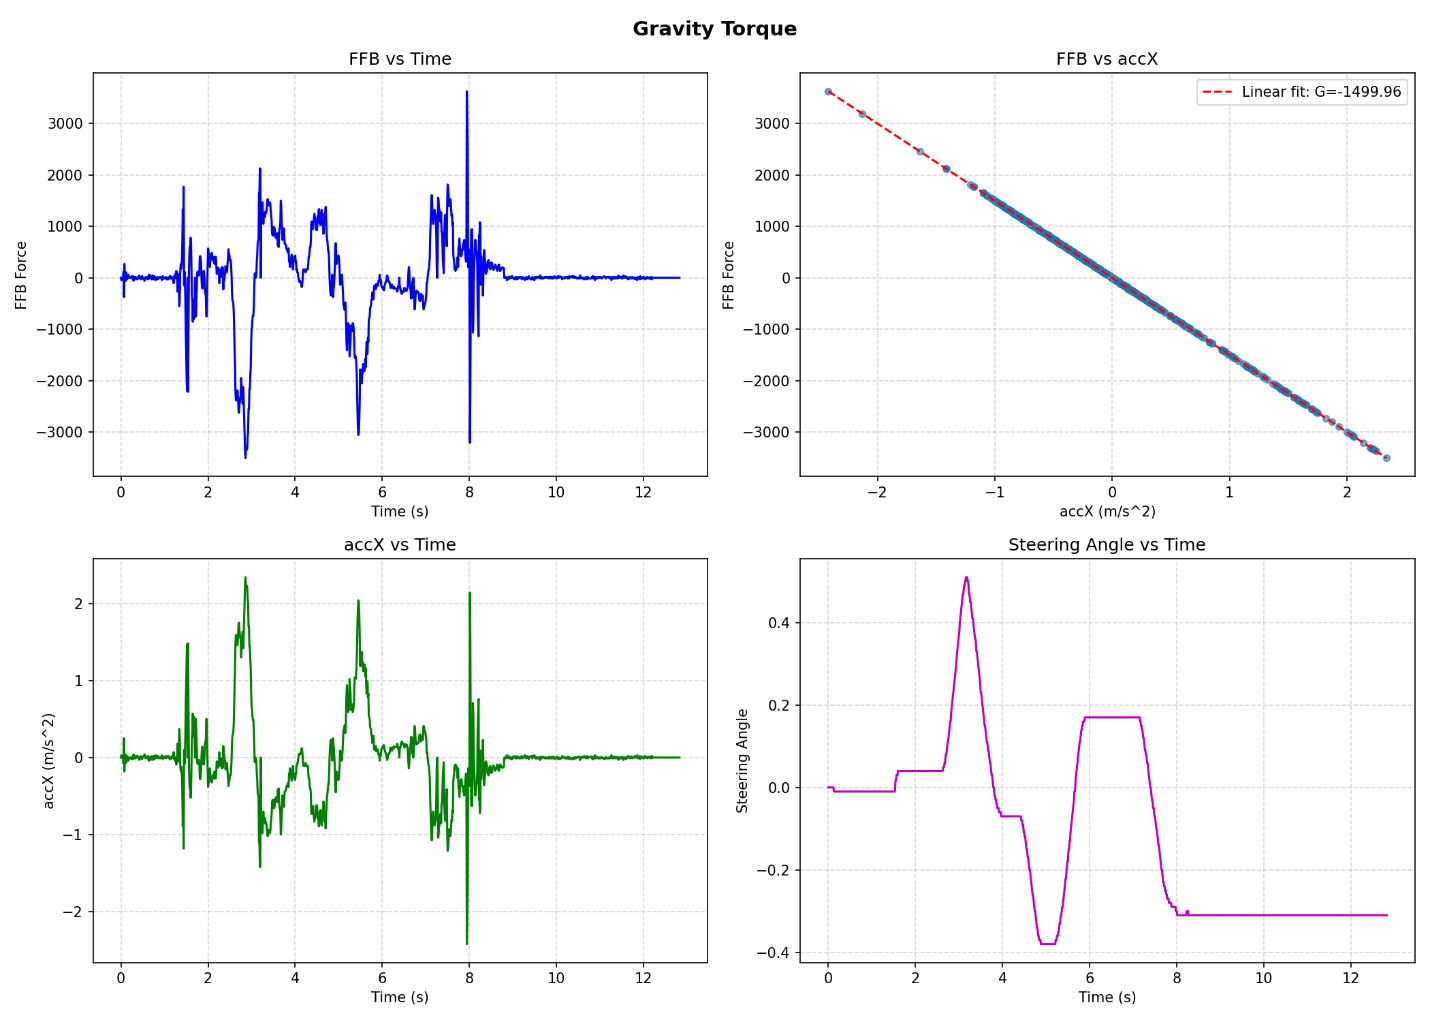 Gravity Torque
FFB vs Time
FFB Force
3000
2000
1000
0
−1000
−2000
−3000
0 2 4 6 8 10 12
Time (s)
FFB vs accX
Linear fit: G=-1499.96
FFB Force
3000
2000
1000
0
−1000
−2000
−3000
−2 −1 0 1 2
accX (m/s^2)
accX vs Time
accX (m/s^2)
2
1
0
−1
−2
0 2 4 6 8 10 12
Time (s)
Steering Angle vs Time
Steering Angle
0.4
0.2
0.0
−0.2
−0.4
0 2 4 6 8 10 12
Time (s)